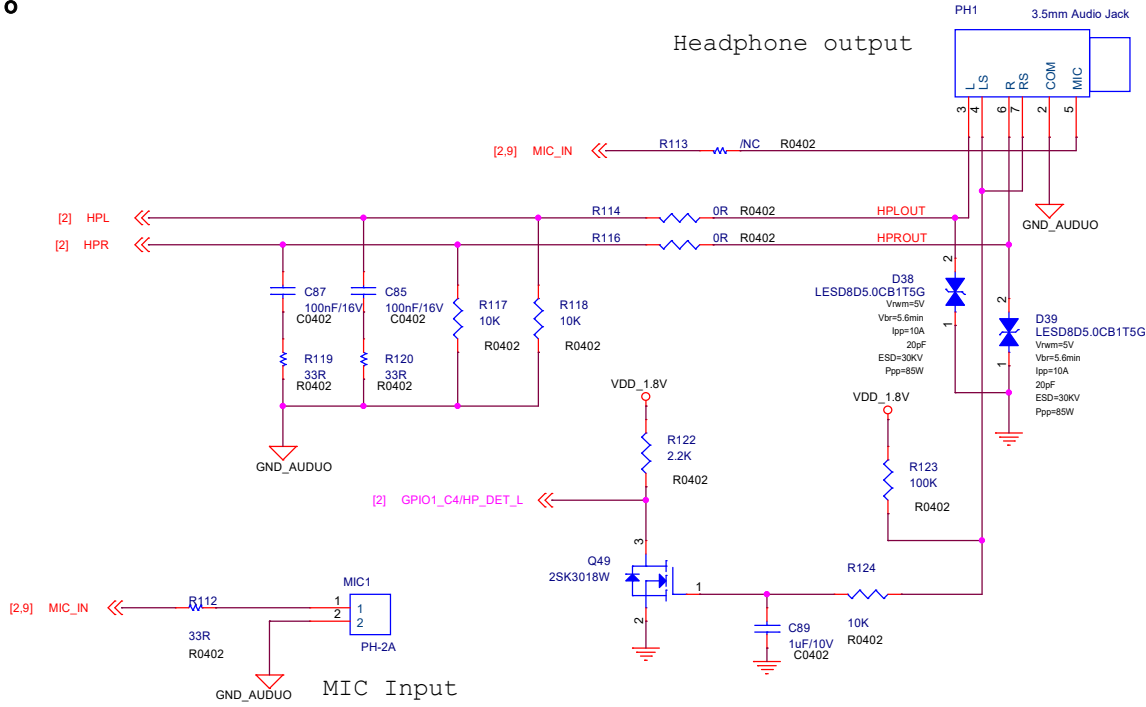 PH1
3.5mm Audio Jack
Headphone output
L
LS
R
RS
COM
MIC
3
4
6
7
2
5
[2,9] MIC_IN
R113
/NC
R0402
[2] HPL
R114
0R
R0402
HPLOUT
GND_AUDUO
[2] HPR
R116
0R
R0402
HPROUT
2
D38
LESD8D5.0CB1T5G
Vrwm=5V
Vbr=5.6min
Ipp=10A
20pF
ESD=30KV
Ppp=85W
1
2
D39
LESD8D5.0CB1T5G
Vrwm=5V
Vbr=5.6min
Ipp=10A
20pF
ESD=30KV
Ppp=85W
1
C87
100nF/16V
C0402
C85
100nF/16V
C0402
R117
10K
R0402
R118
10K
R0402
R119
33R
R0402
R120
33R
R0402
GND_AUDUO
VDD_1.8V
R122
2.2K
R0402
VDD_1.8V
R123
100K
R0402
[2] GPIO1_C4/HP_DET_L
3
Q49
2SK3018W
1
2
R124
10K
R0402
C89
1uF/10V
C0402
MIC1
[2,9] MIC_IN
R112
33R
R0402
1
2
1
2
PH-2A
GND_AUDUO
MIC Input